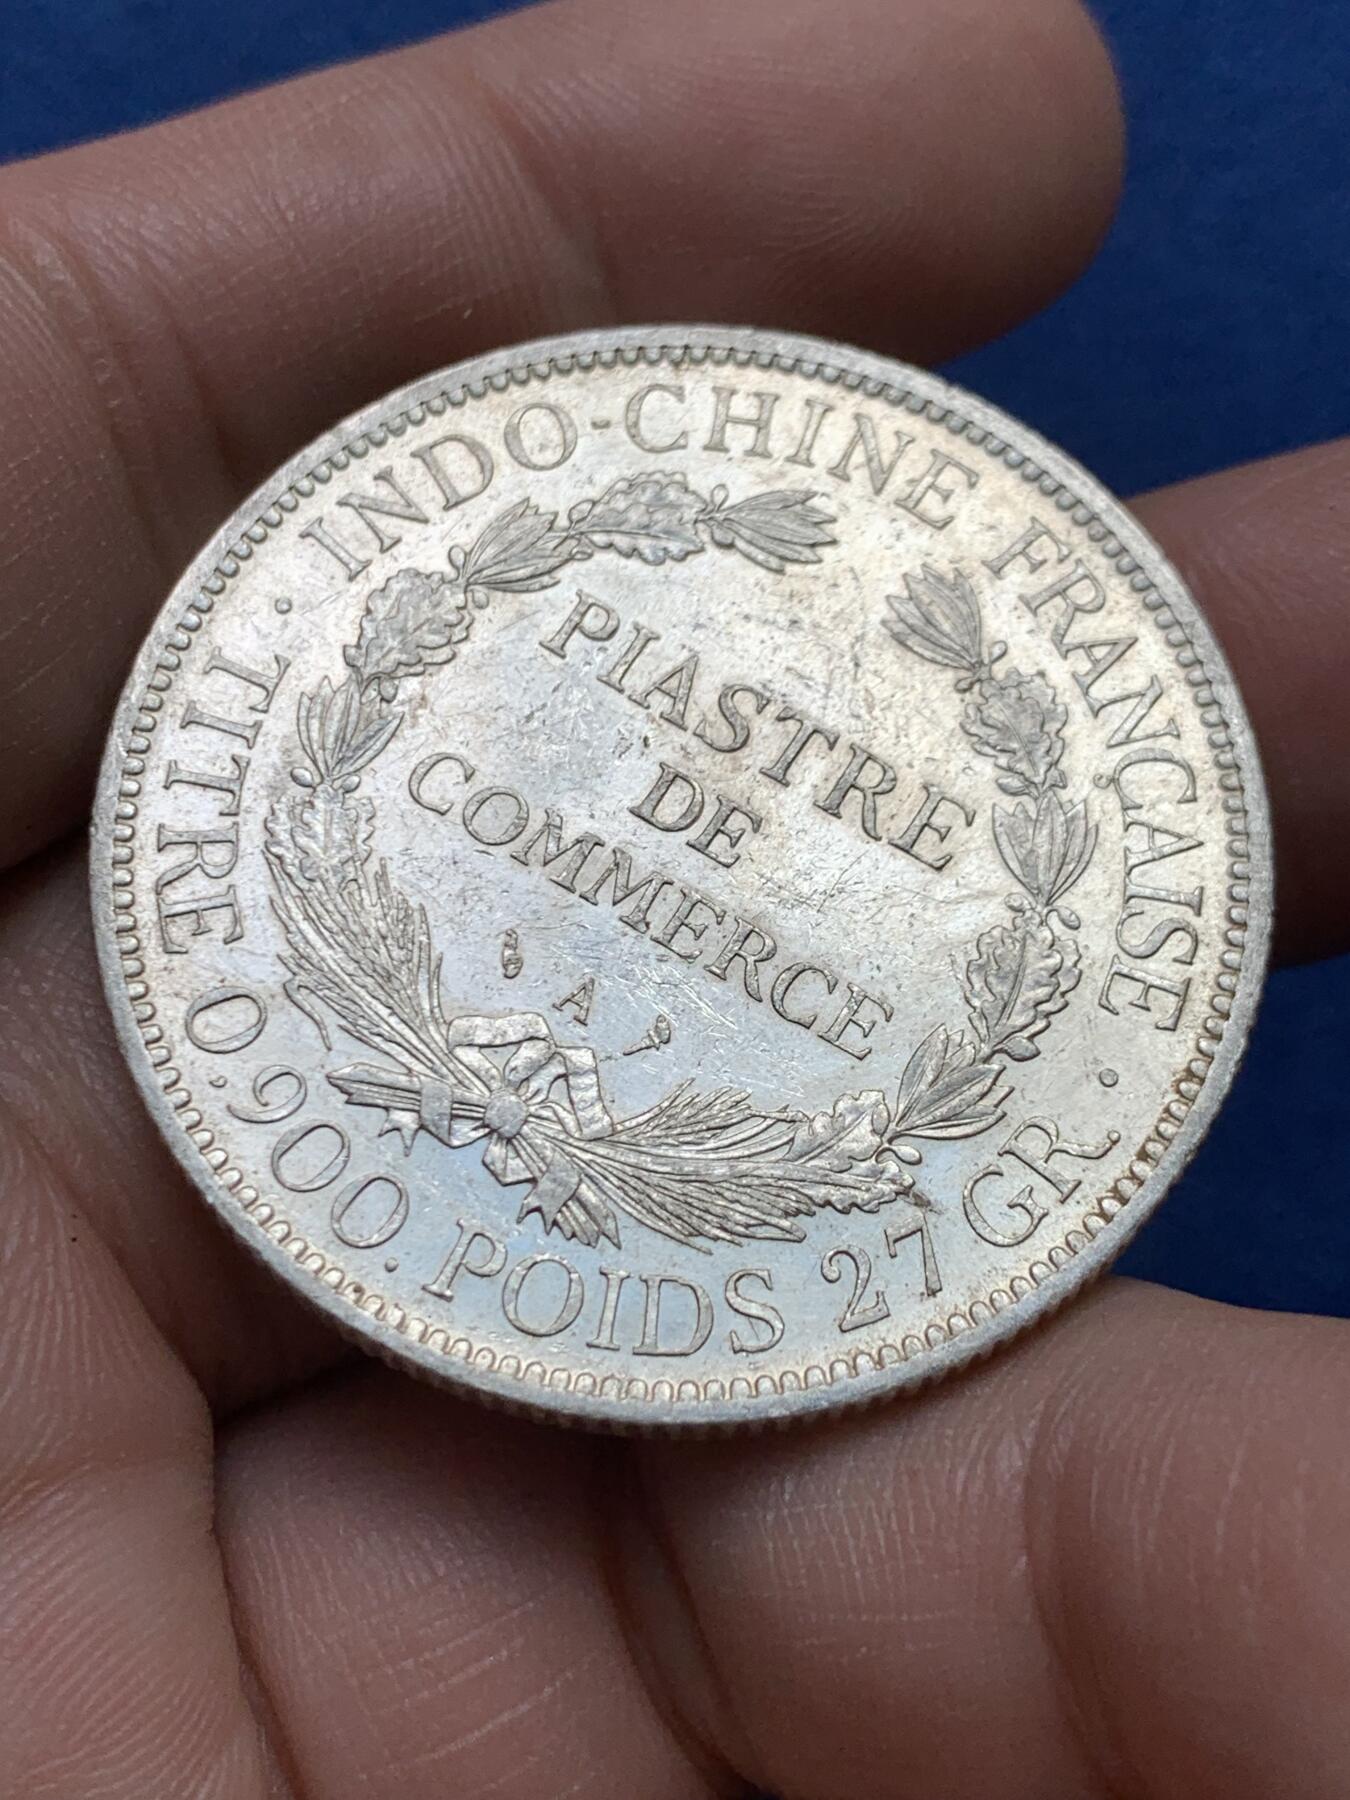 · INDO-CHINE FRANÇAISE ·
TITRE 0,900. POIDS 27 GR.
PIASTRE
DE
COMMERCE
A